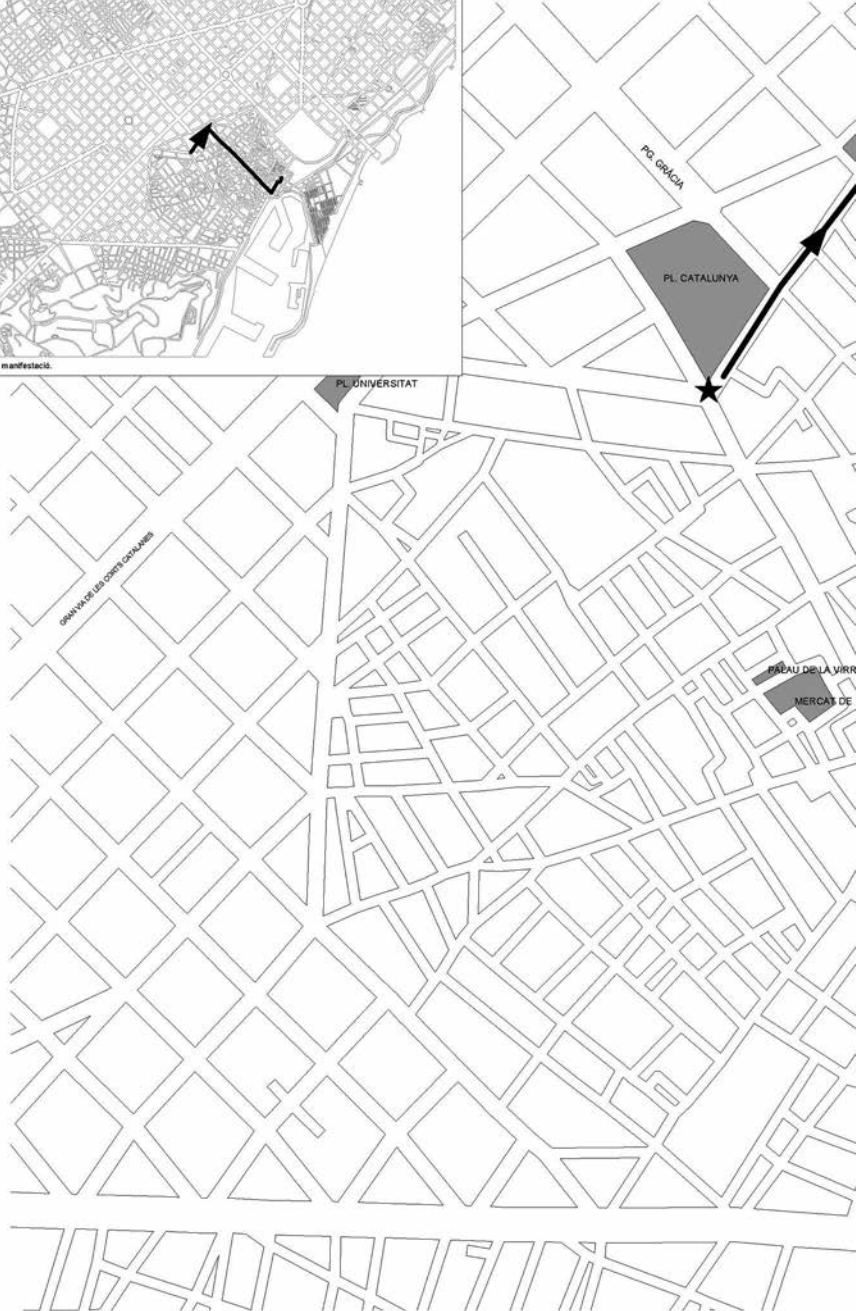 PG. GRÀCIA
PL. CATALUNYA
manifestació.
PL. UNIVERSITAT
GRAN VIA DE LES CORTS CATALANES
PALAU DE LA VIRR
MERCAT DE